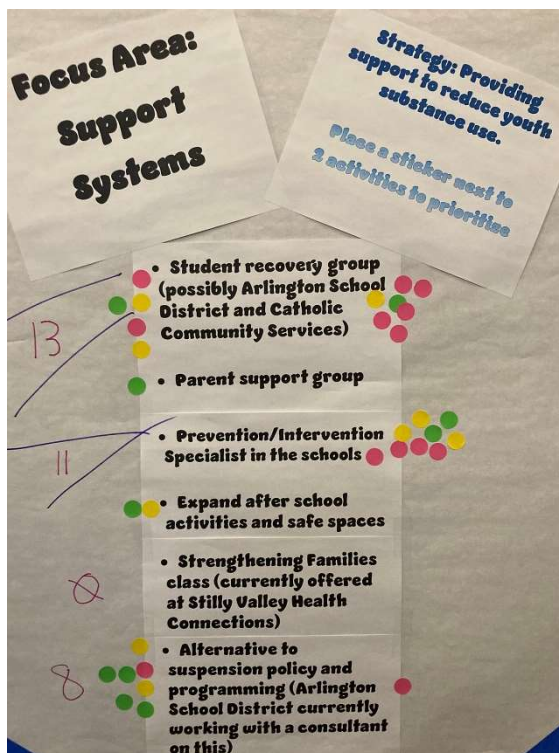 Focus Area:
Support
Systems
Strategy: Providing
support to reduce youth
substance use.
Place a sticker next to
2 activities to prioritize
• Student recovery group
(possibly Arlington School
District and Catholic
Community Services)
13
• Parent support group
• Prevention/Intervention
Specialist in the schools
11
• Expand after school
activities and safe spaces
• Strengthening Families
class (currently offered
at Stilly Valley Health
Connections)
0
• Alternative to
suspension policy and
programming (Arlington
School District currently
working with a consultant
on this)
8